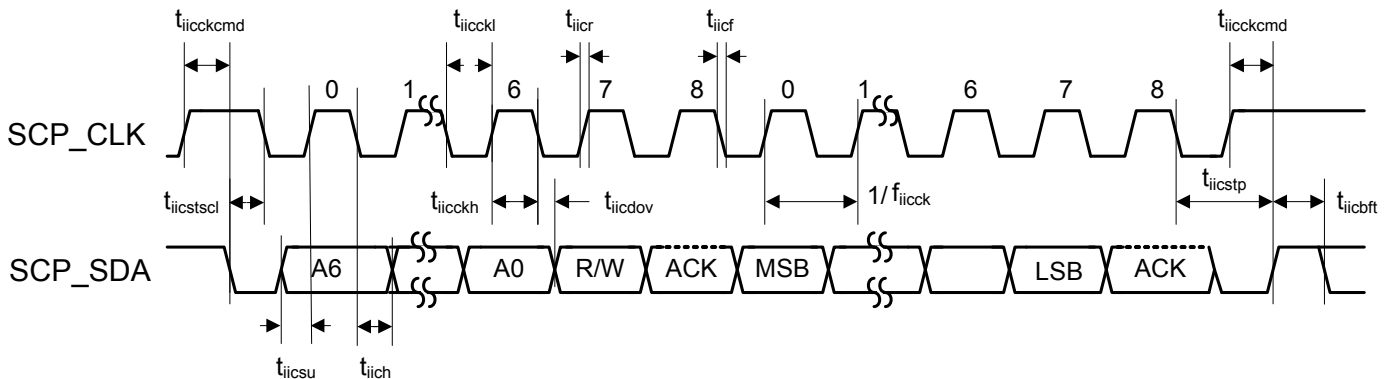 t_iicckcmd t_iicckl t_iicr t_iicf t_iicckcmd
0 1 6 7 8 0 1 6 7 8
SCP_CLK
t_iicstscl t_iicckh t_iicdov 1/ f_iicck t_iicstp t_iicbft
SCP_SDA A6 A0 R/W ACK MSB LSB ACK
t_iicsu t_iich